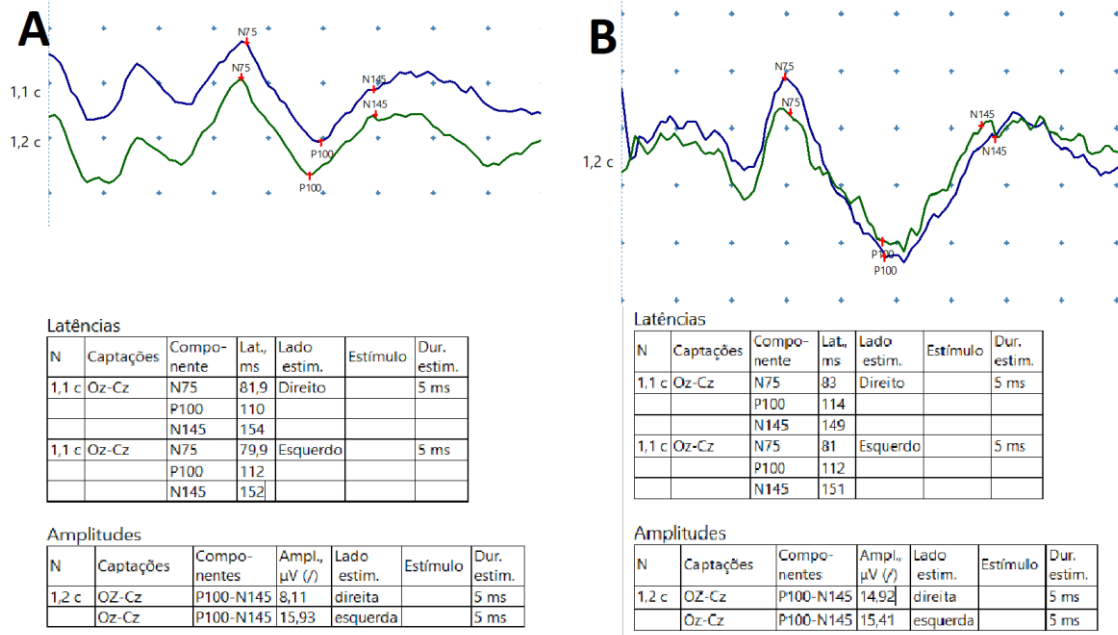 A
N75
N75
N145
N145
P100
P100
1,1 c
1,2 c
Latências
N Captações Compo-nente Lat., ms Lado estim. Estímulo Dur. estim.
1,1 c Oz-Cz N75 81,9 Direito 5 ms
P100 110
N145 154
1,1 c Oz-Cz N75 79,9 Esquerdo 5 ms
P100 112
N145 152
Amplitudes
N Captações Compo-nentes Ampl., µV (/) Lado estim. Estímulo Dur. estim.
1,2 c OZ-Cz P100-N145 8,11 direita 5 ms
Oz-Cz P100-N145 15,93 esquerda 5 ms
B
N75
N75
N145
N145
P100
P100
1,2 c
Latências
N Captações Compo-nente Lat., ms Lado estim. Estímulo Dur. estim.
1,1 c Oz-Cz N75 83 Direito 5 ms
P100 114
N145 149
1,1 c Oz-Cz N75 81 Esquerdo 5 ms
P100 112
N145 151
Amplitudes
N Captações Compo-nentes Ampl., µV (/) Lado estim. Estímulo Dur. estim.
1,2 c OZ-Cz P100-N145 14,92 direita 5 ms
Oz-Cz P100-N145 15,41 esquerda 5 ms